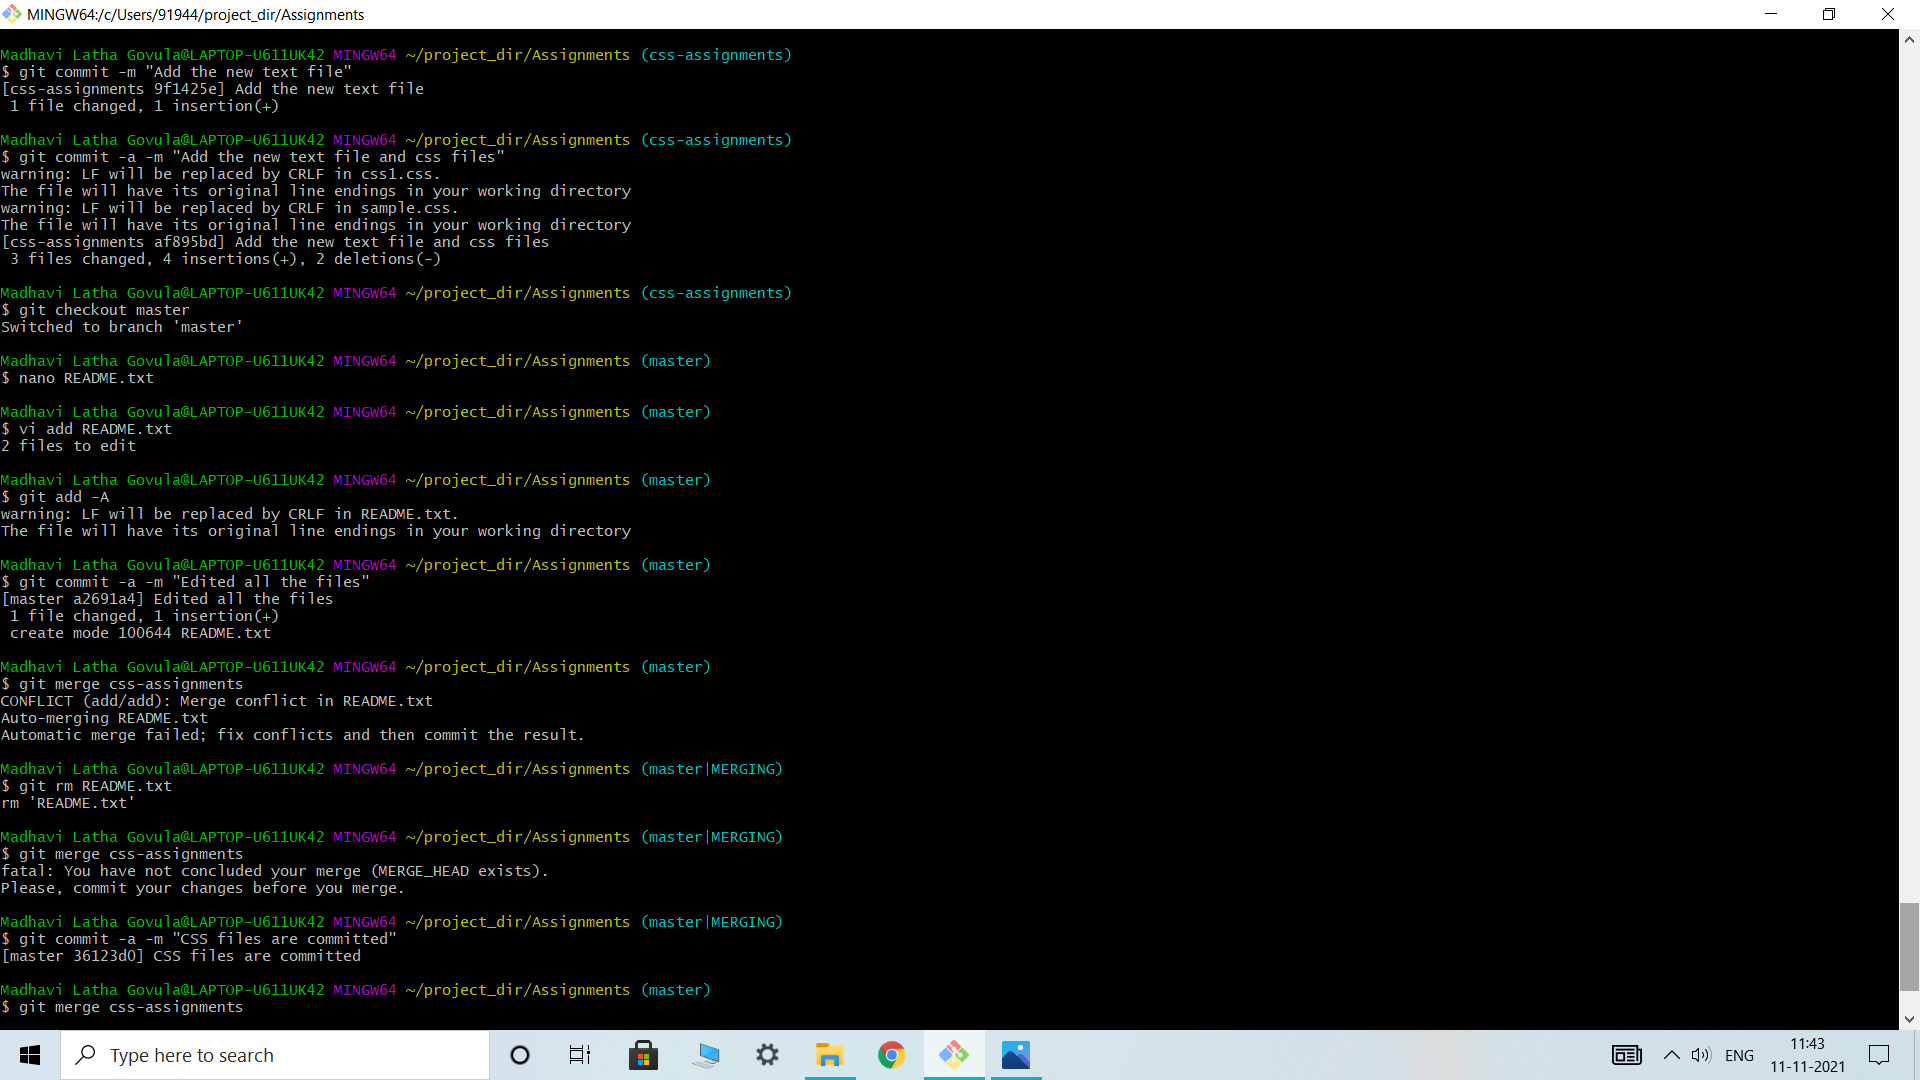 MINGW64:/c/Users/91944/project_dir/Assignments
Madhavi Latha Govula@LAPTOP-U611UK42 MINGW64 ~/project_dir/Assignments (css-assignments)
$ git commit -m "Add the new text file"
[css-assignments 9f1425e] Add the new text file
 1 file changed, 1 insertion(+)
Madhavi Latha Govula@LAPTOP-U611UK42 MINGW64 ~/project_dir/Assignments (css-assignments)
$ git commit -a -m "Add the new text file and css files"
warning: LF will be replaced by CRLF in css1.css.
The file will have its original line endings in your working directory
warning: LF will be replaced by CRLF in sample.css.
The file will have its original line endings in your working directory
[css-assignments af895bd] Add the new text file and css files
 3 files changed, 4 insertions(+), 2 deletions(-)
Madhavi Latha Govula@LAPTOP-U611UK42 MINGW64 ~/project_dir/Assignments (css-assignments)
$ git checkout master
Switched to branch 'master'
Madhavi Latha Govula@LAPTOP-U611UK42 MINGW64 ~/project_dir/Assignments (master)
$ nano README.txt
Madhavi Latha Govula@LAPTOP-U611UK42 MINGW64 ~/project_dir/Assignments (master)
$ vi add README.txt
2 files to edit
Madhavi Latha Govula@LAPTOP-U611UK42 MINGW64 ~/project_dir/Assignments (master)
$ git add -A
warning: LF will be replaced by CRLF in README.txt.
The file will have its original line endings in your working directory
Madhavi Latha Govula@LAPTOP-U611UK42 MINGW64 ~/project_dir/Assignments (master)
$ git commit -a -m "Edited all the files"
[master a2691a4] Edited all the files
 1 file changed, 1 insertion(+)
 create mode 100644 README.txt
Madhavi Latha Govula@LAPTOP-U611UK42 MINGW64 ~/project_dir/Assignments (master)
$ git merge css-assignments
CONFLICT (add/add): Merge conflict in README.txt
Auto-merging README.txt
Automatic merge failed; fix conflicts and then commit the result.
Madhavi Latha Govula@LAPTOP-U611UK42 MINGW64 ~/project_dir/Assignments (master|MERGING)
$ git rm README.txt
rm 'README.txt'
Madhavi Latha Govula@LAPTOP-U611UK42 MINGW64 ~/project_dir/Assignments (master|MERGING)
$ git merge css-assignments
fatal: You have not concluded your merge (MERGE_HEAD exists).
Please, commit your changes before you merge.
Madhavi Latha Govula@LAPTOP-U611UK42 MINGW64 ~/project_dir/Assignments (master|MERGING)
$ git commit -a -m "CSS files are committed"
[master 36123d0] CSS files are committed
Madhavi Latha Govula@LAPTOP-U611UK42 MINGW64 ~/project_dir/Assignments (master)
$ git merge css-assignments
Type here to search
ENG
11:43
11-11-2021